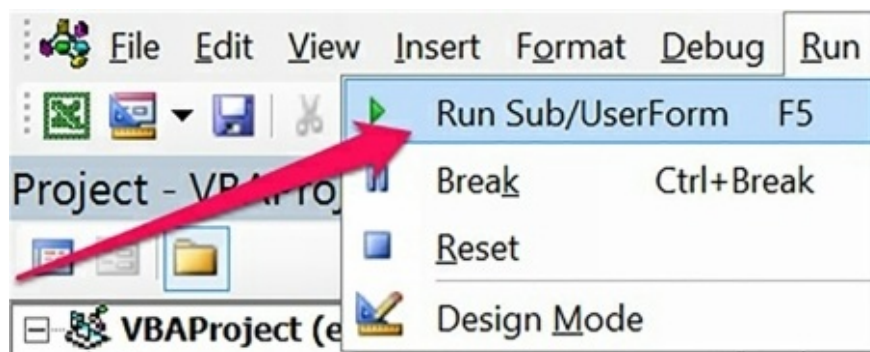 File Edit View Insert Format Debug Run
Run Sub/UserForm F5
Project - VBAProj
Break Ctrl+Break
Reset
VBAProject (e
Design Mode